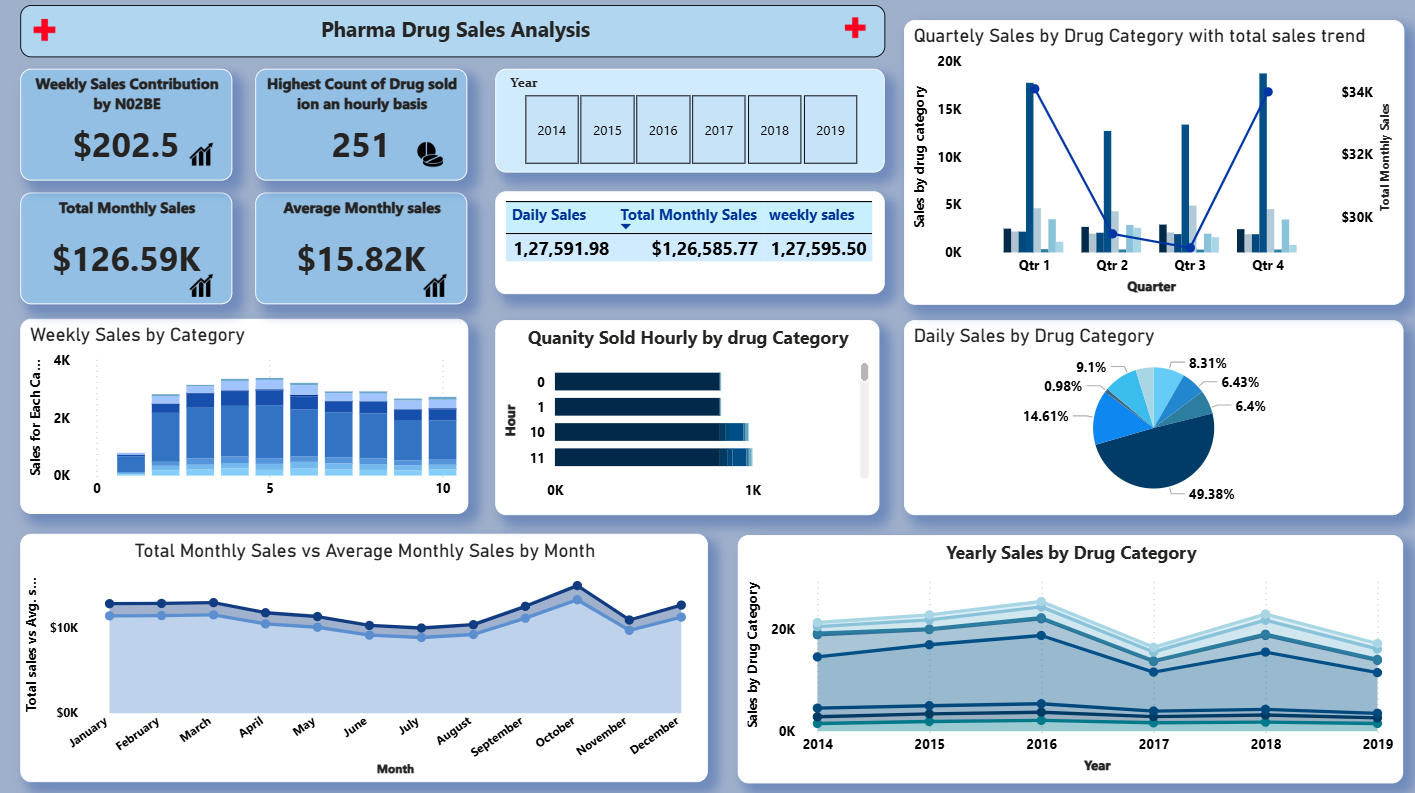 Pharma Drug Sales Analysis
Weekly Sales Contribution
by N02BE
$202.5
Highest Count of Drug sold
ion an hourly basis
251
Total Monthly Sales
$126.59K
Average Monthly sales
$15.82K
Year
2014 2015 2016 2017 2018 2019
Daily Sales Total Monthly Sales weekly sales
1,27,591.98 $1,26,585.77 1,27,595.50
Quartely Sales by Drug Category with total sales trend
Sales by drug category
20K
15K
10K
5K
0K
$34K
$32K
$30K
Total Monthly Sales
Qtr 1 Qtr 2 Qtr 3 Qtr 4
Quarter
Weekly Sales by Category
Sales for Each Ca...
4K
2K
0K
0 5 10
Quanity Sold Hourly by drug Category
Hour
0
1
10
11
0K 1K
Daily Sales by Drug Category
8.31%
6.43%
6.4%
49.38%
14.61%
0.98%
9.1%
Total Monthly Sales vs Average Monthly Sales by Month
Total sales vs Avg. s...
$10K
$0K
January February March April May June July August September October November December
Month
Yearly Sales by Drug Category
Sales by Drug Category
20K
0K
2014 2015 2016 2017 2018 2019
Year